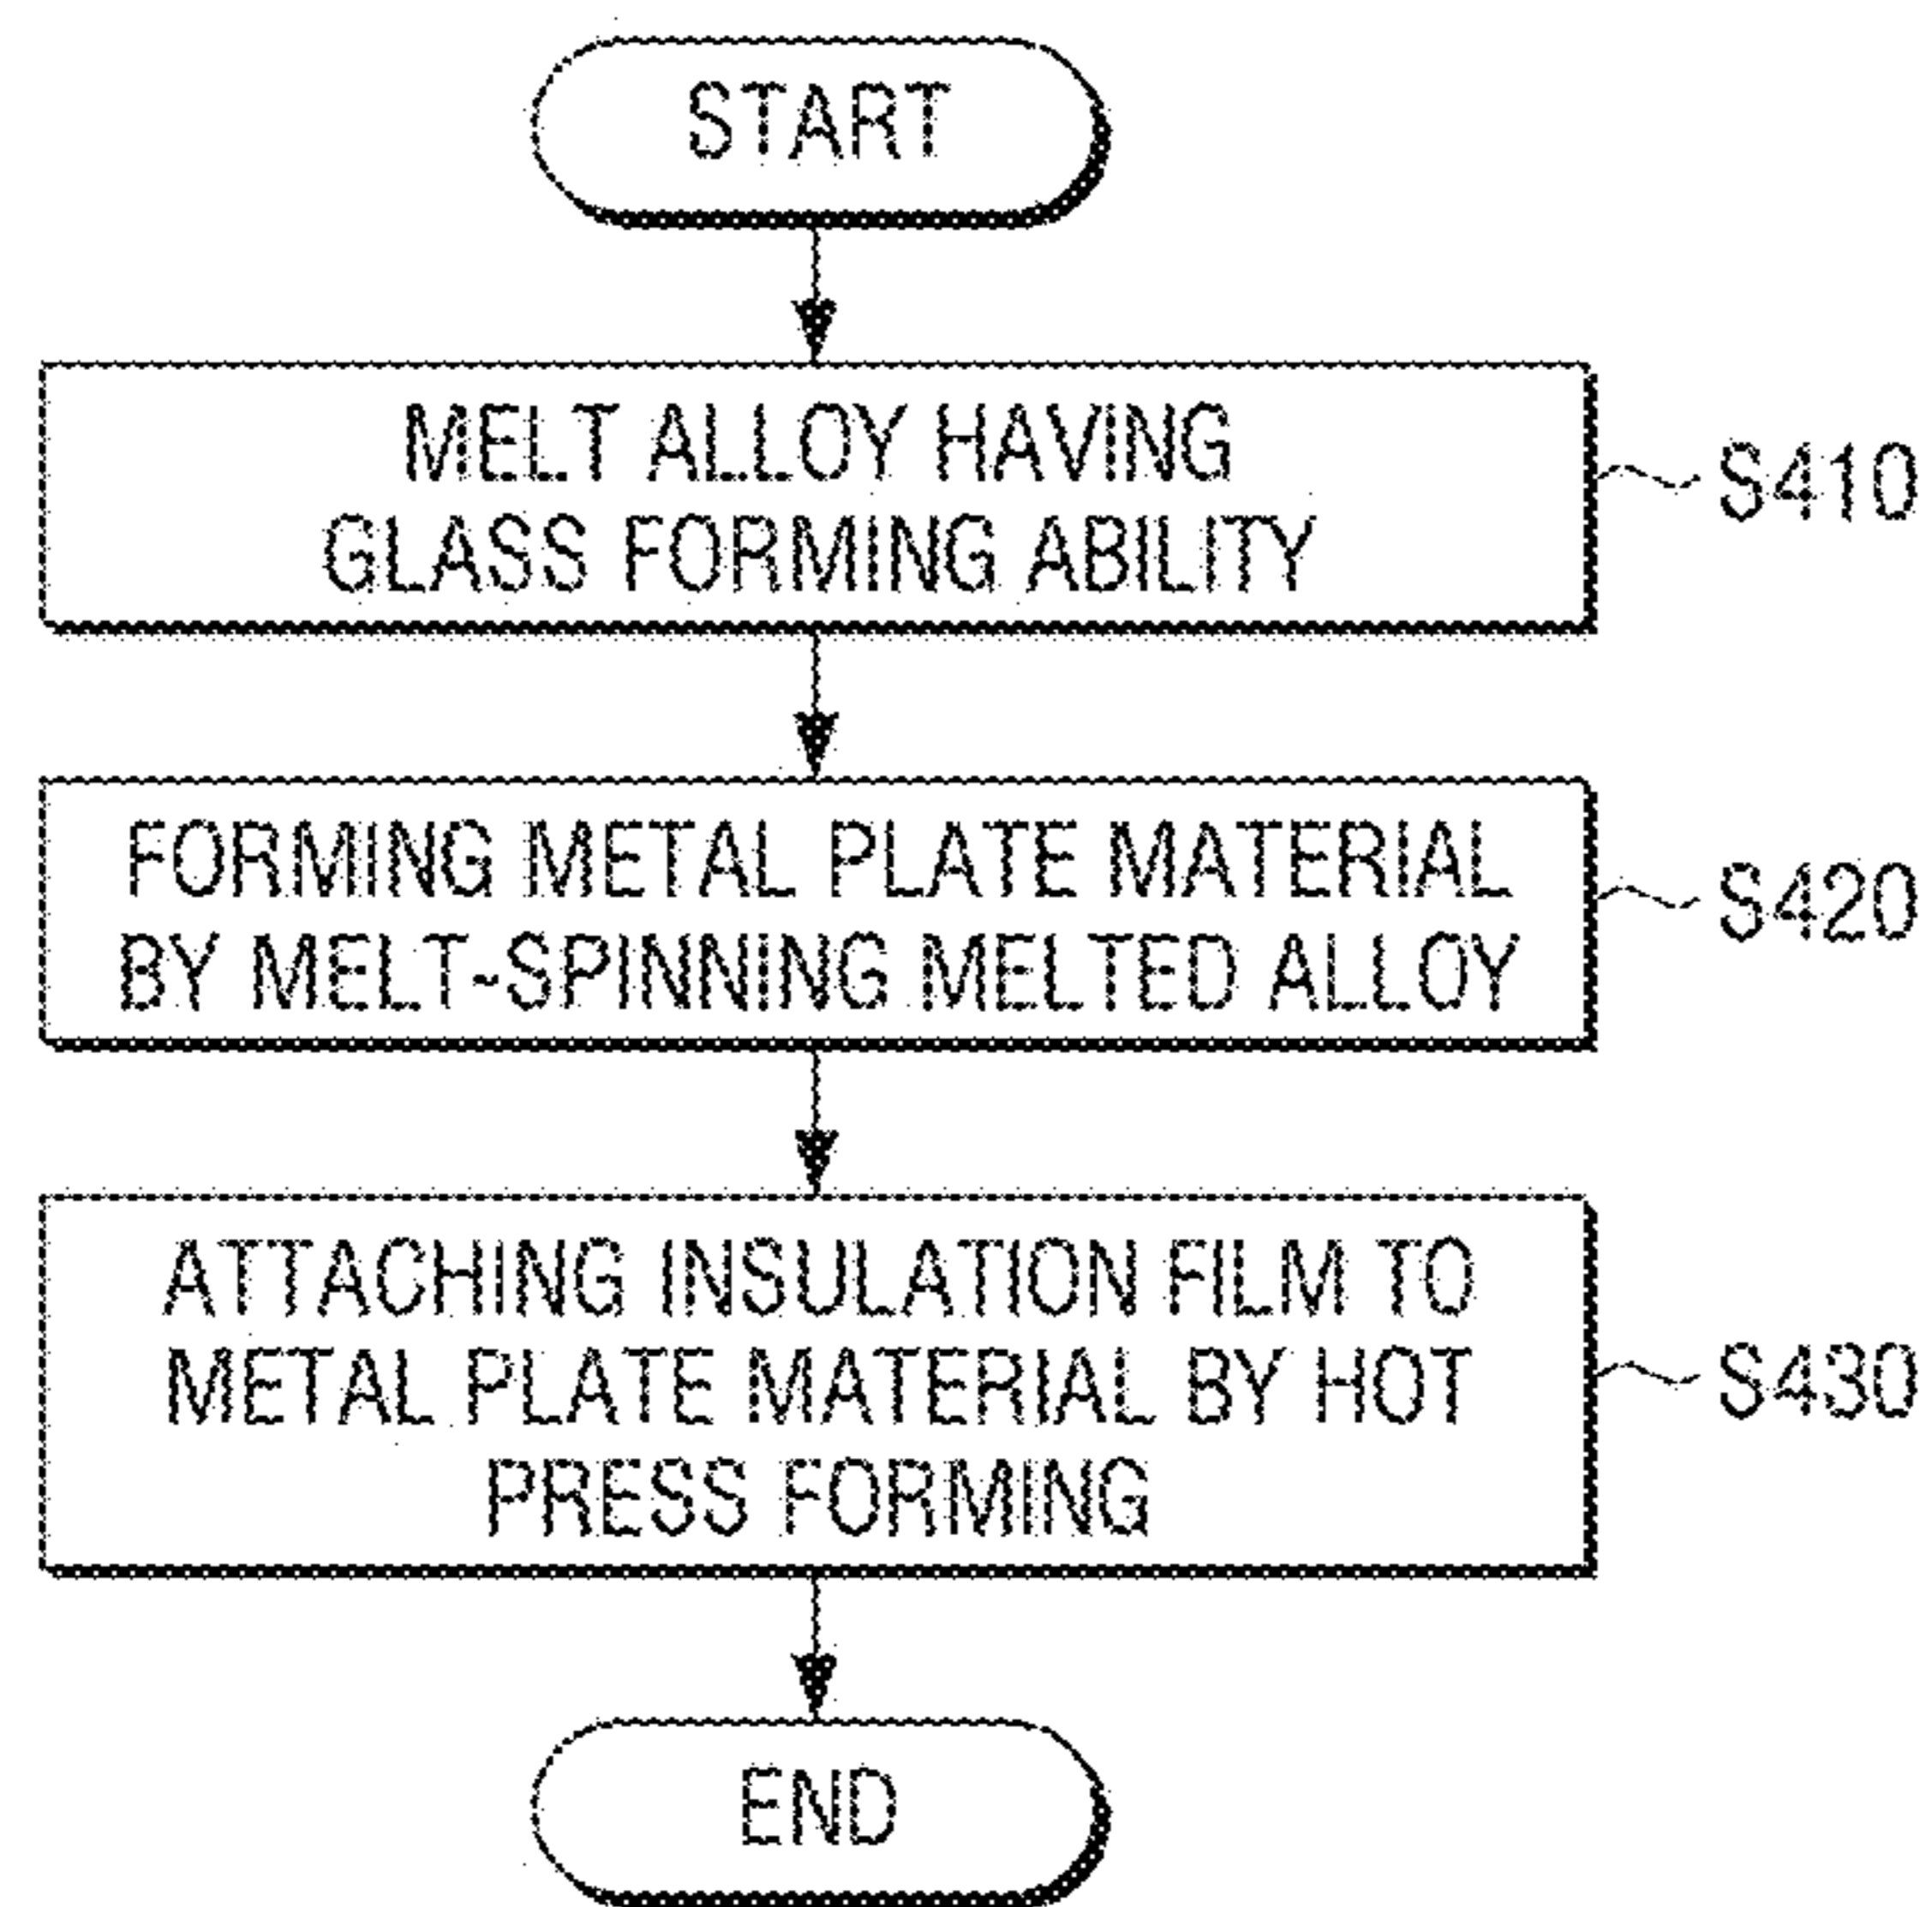 START
MELT ALLOY HAVING
GLASS FORMING ABILITY
S410
FORMING METAL PLATE MATERIAL
BY MELT-SPINNING MELTED ALLOY
S420
ATTACHING INSULATION FILM TO
METAL PLATE MATERIAL BY HOT
PRESS FORMING
S430
END